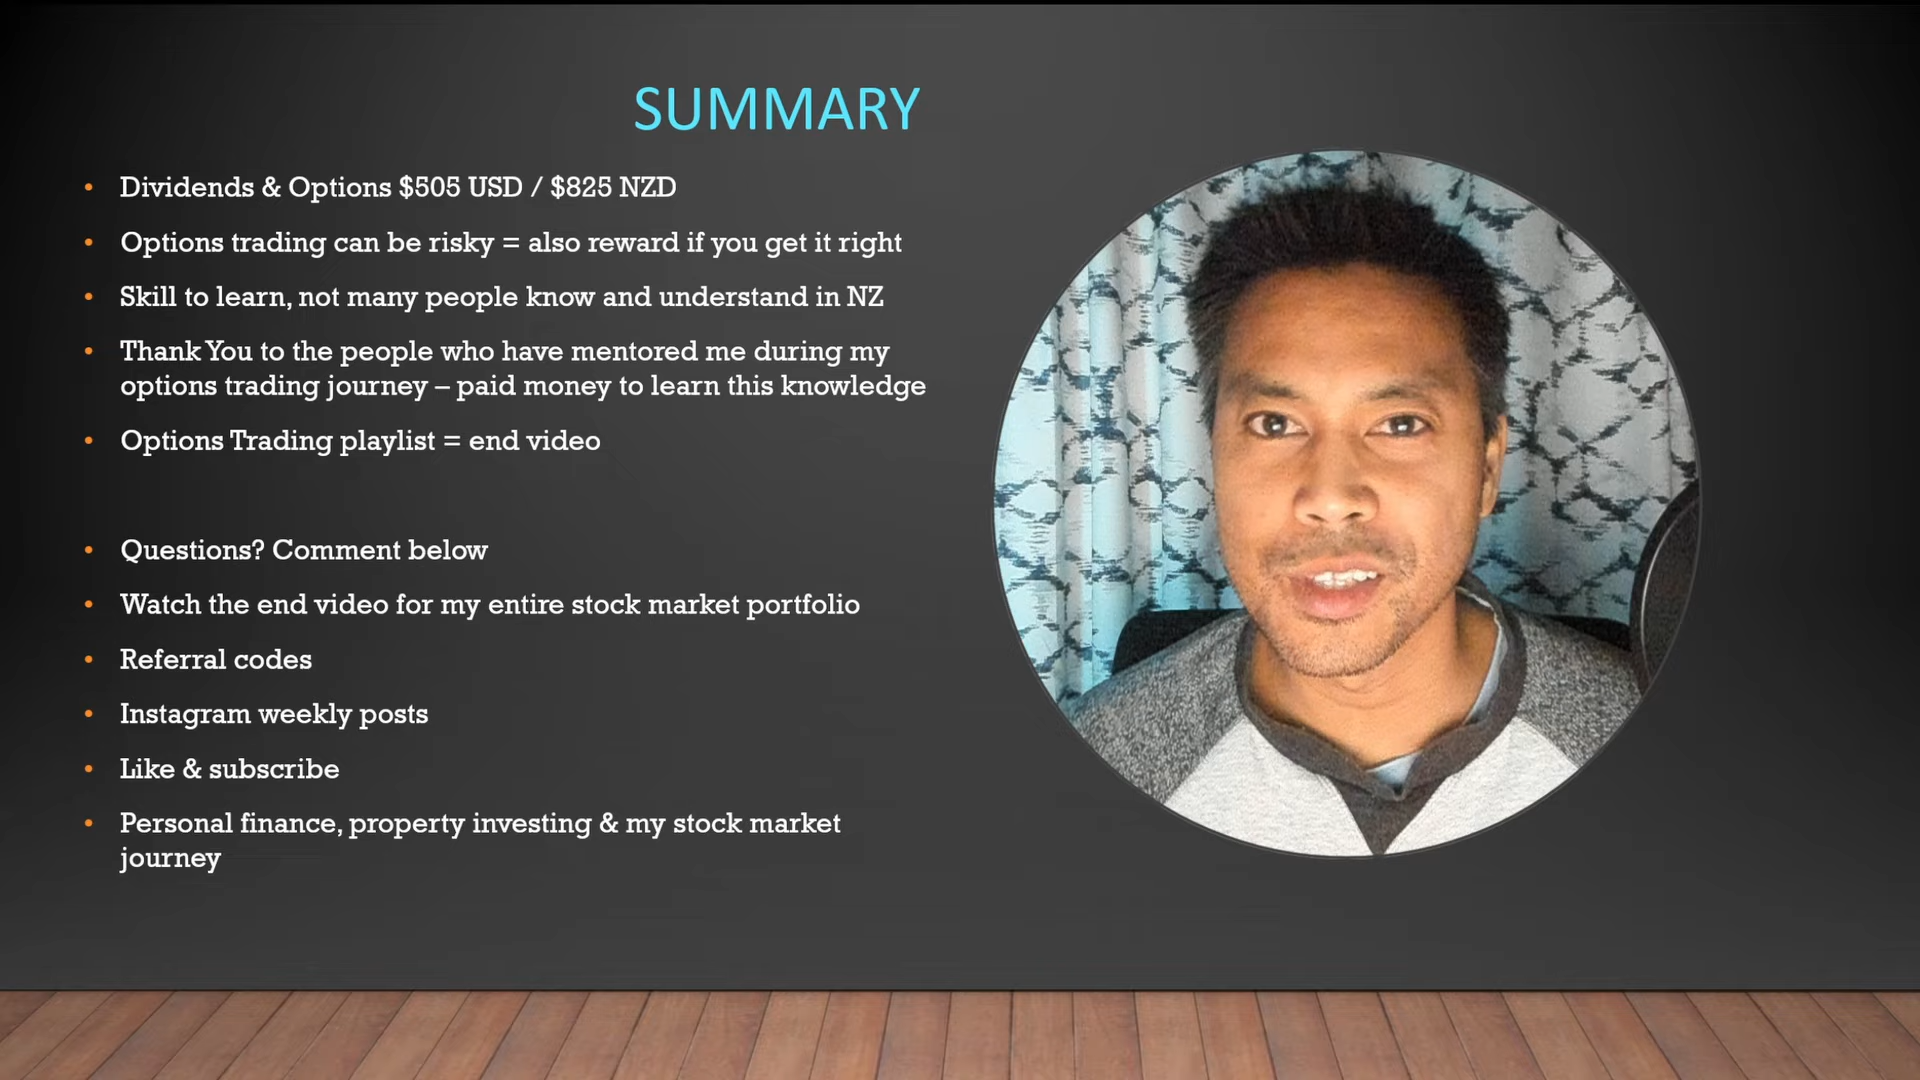 SUMMARY
Dividends & Options $505 USD / $825 NZD
Options trading can be risky = also reward if you get it right
Skill to learn, not many people know and understand in NZ
Thank You to the people who have mentored me during my
options trading journey – paid money to learn this knowledge
Options Trading playlist = end video
Questions? Comment below
Watch the end video for my entire stock market portfolio
Referral codes
Instagram weekly posts
Like & subscribe
Personal finance, property investing & my stock market
journey